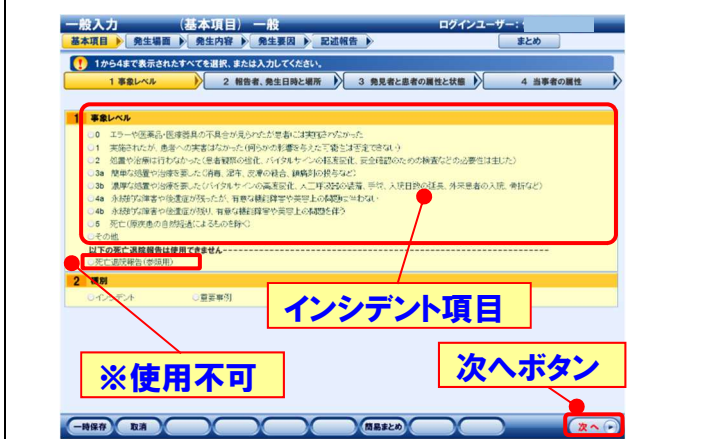 一般入力 (基本項目) 一般 ログインユーザー：
基本項目 発生場面 発生内容 発生要因 記述報告 まとめ
1から4まで表示されたすべてを選択、または入力してください。
1 事象レベル 2 報告者、発生日時と場所 3 発見者と患者の属性と状態 4 当事者の属性
1 事象レベル
0 エラーや医薬品・医療器具の不具合が見られたが患者には実施されなかった
1 実施されたが、患者への実害はなかった(何らかの影響を与えた可能性は否定できない)
2 処置や治療は行わなかった(患者観察の強化、バイタルサインの軽度変化、安全確認のための検査などの必要性は生じた)
3a 簡単な処置や治療を要した(消毒、湿布、皮膚の縫合、鎮痛剤の投与など)
3b 濃厚な処置や治療を要した(バイタルサインの高度変化、人工呼吸器の装着、手術、入院日数の延長、外来患者の入院、骨折など)
4a 永続的な障害や後遺症が残ったが、有意な機能障害や美容上の問題は伴わない
4b 永続的な障害や後遺症が残り、有意な機能障害や美容上の問題を伴う
5 死亡(原疾患の自然経過によるものを除く)
その他
以下の死亡退院報告は使用できません
死亡退院報告(参照用)
2 種別
インシデント 重要事例
インシデント項目
※使用不可
次へボタン
一時保存 取消 簡易まとめ 次へ